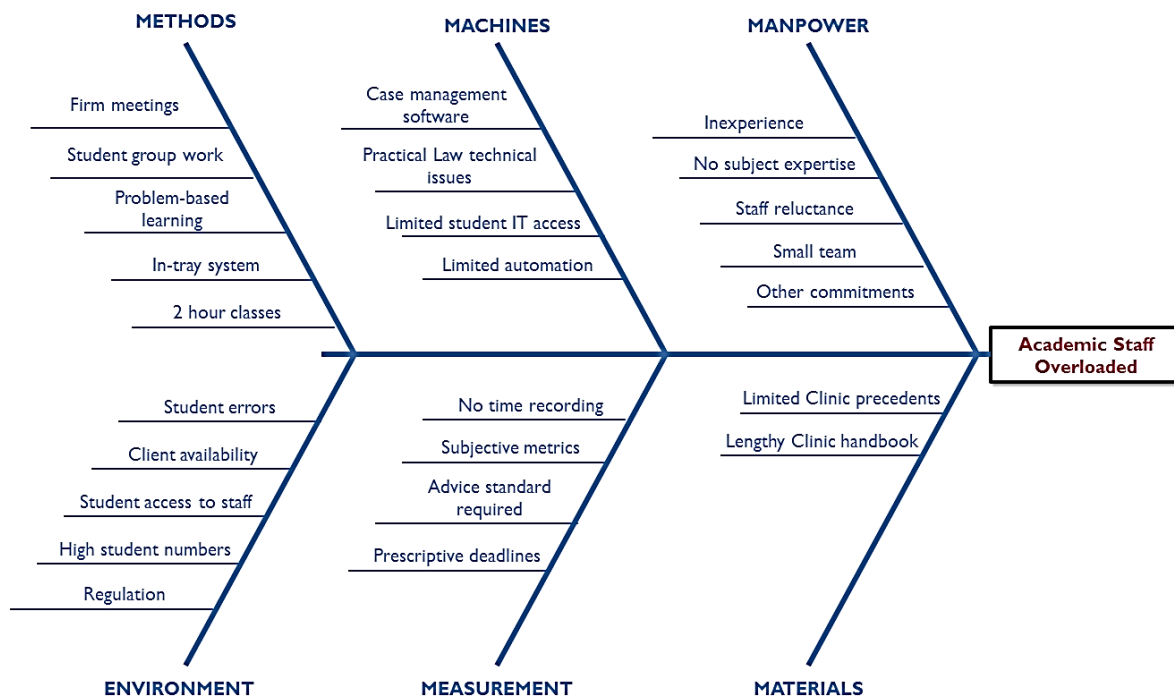 METHODS
MACHINES
MANPOWER
Firm meetings
Student group work
Problem-based
learning
In-tray system
2 hour classes
Case management
software
Practical Law technical
issues
Limited student IT access
Limited automation
Inexperience
No subject expertise
Staff reluctance
Small team
Other commitments
Academic Staff
Overloaded
Student errors
Client availability
Student access to staff
High student numbers
Regulation
No time recording
Subjective metrics
Advice standard
required
Prescriptive deadlines
Limited Clinic precedents
Lengthy Clinic handbook
ENVIRONMENT
MEASUREMENT
MATERIALS